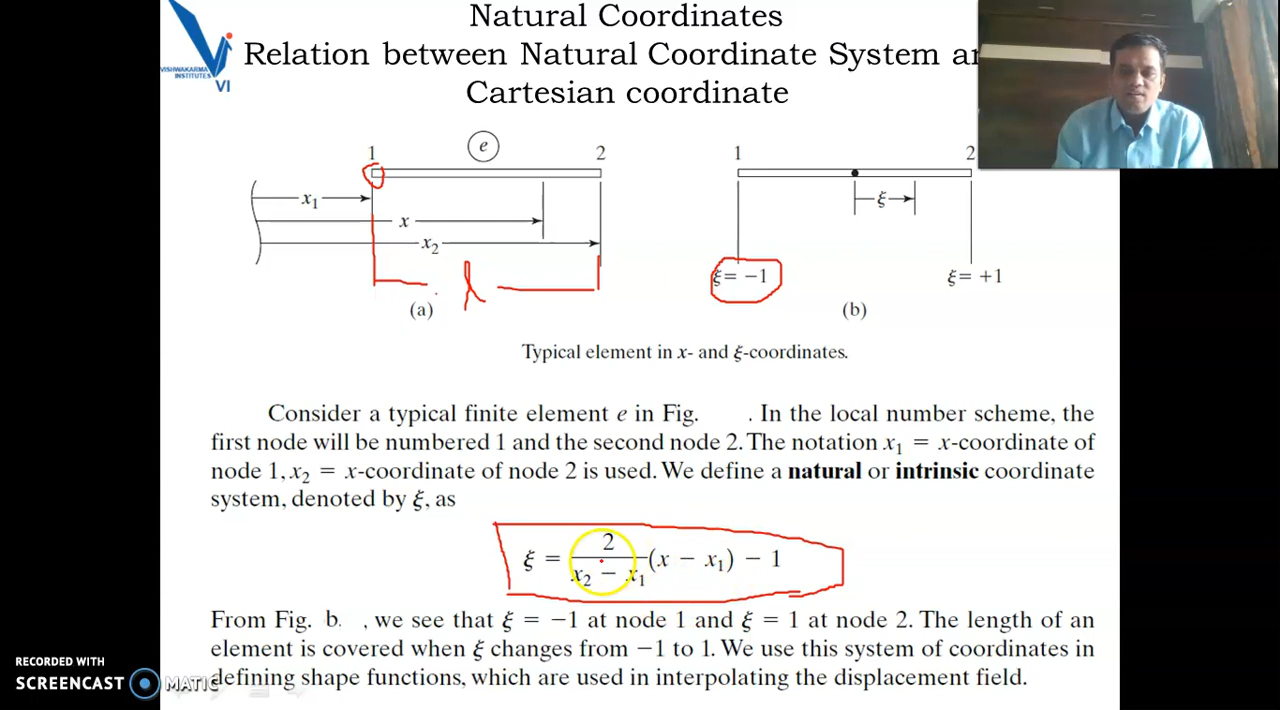 Natural Coordinates
Relation between Natural Coordinate System an
Cartesian coordinate
VISHWAKARMA
INSTITUTES
VI
1 e 2
x₁
x
x₂
l
(a)
1 2
ξ
ξ = −1 ξ = +1
(b)
Typical element in x- and ξ-coordinates.
Consider a typical finite element e in Fig. . In the local number scheme, the
first node will be numbered 1 and the second node 2. The notation x₁ = x-coordinate of
node 1, x₂ = x-coordinate of node 2 is used. We define a natural or intrinsic coordinate
system, denoted by ξ, as
ξ = 2/(x₂ − x₁) (x − x₁) − 1
From Fig. b. , we see that ξ = −1 at node 1 and ξ = 1 at node 2. The length of an
element is covered when ξ changes from −1 to 1. We use this system of coordinates in
defining shape functions, which are used in interpolating the displacement field.
RECORDED WITH
SCREENCAST MATIC